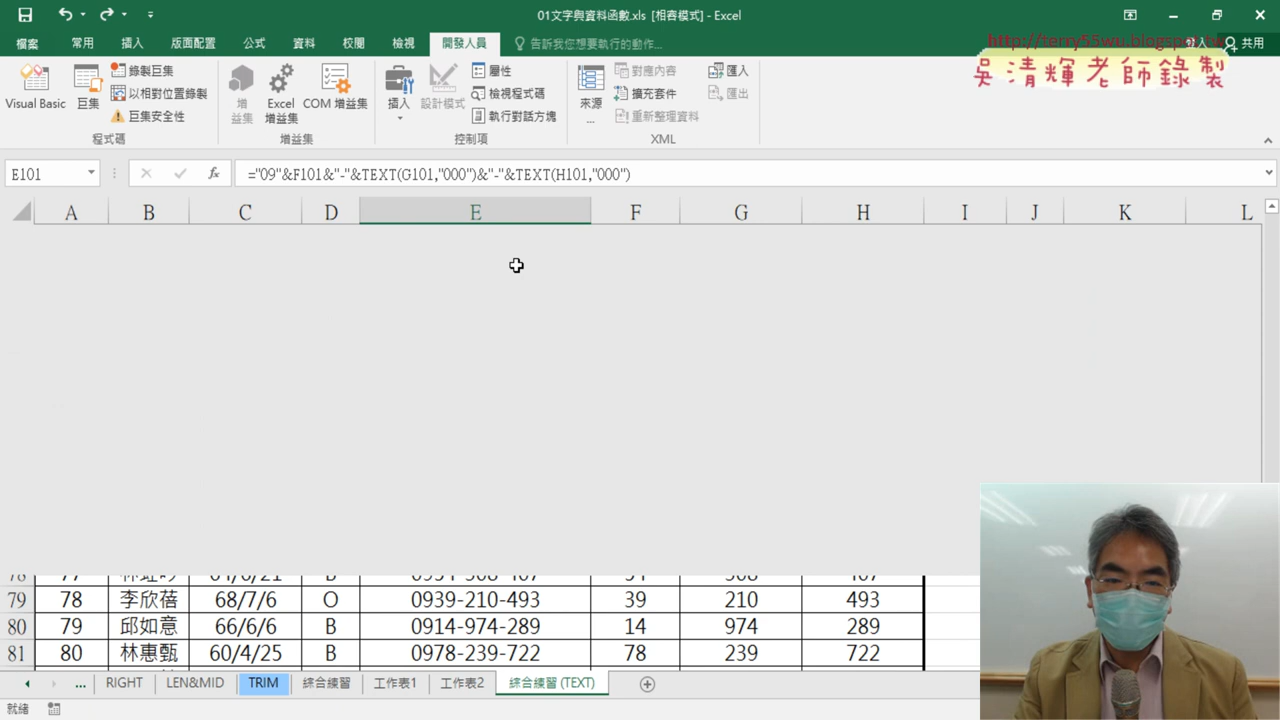 01文字與資料函數.xls [相容模式] - Excel
http://terry55wu.blogspot.tw
吳清輝老師錄製
檔案 常用 插入 版面配置 公式 資料 校閱 檢視 開發人員 告訴我您想要執行的動作... 共用
Visual Basic 巨集 錄製巨集 以相對位置錄製 巨集安全性 程式碼
增益集 Excel 增益集 COM 增益集 增益集
插入 設計模式 屬性 檢視程式碼 執行對話方塊 控制項
來源... 對應內容 擴充套件 重新整理資料 匯入 匯出 XML
E101 fx ="09"&F101&"-"&TEXT(G101,"000")&"-"&TEXT(H101,"000")
A B C D E F G H I J K L
79 78 李欣蓓 68/7/6 O 0939-210-493 39 210 493
80 79 邱如意 66/6/6 B 0914-974-289 14 974 289
81 80 林惠甄 60/4/25 B 0978-239-722 78 239 722
... RIGHT LEN&MID TRIM 綜合練習 工作表1 工作表2 綜合練習 (TEXT)
就緒